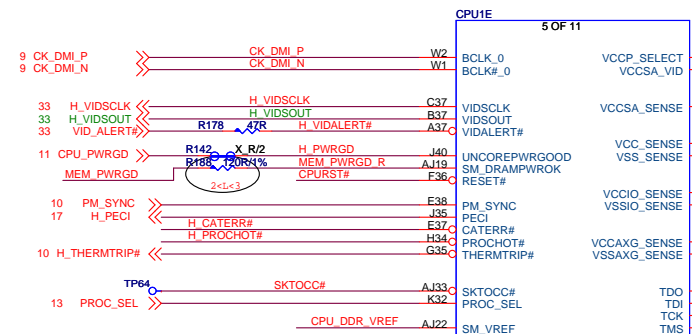 CPU1E
5 OF 11
9 CK_DMI_P CK_DMI_P W2 BCLK_0 VCCP_SELECT
9 CK_DMI_N CK_DMI_N W1 BCLK#_0 VCCSA_VID
33 H_VIDSCLK H_VIDSCLK C37 VIDSCLK VCCSA_SENSE
33 H_VIDSOUT H_VIDSOUT B37 VIDSOUT
33 VID_ALERT# R178 47R H_VIDALERT# A37 VIDALERT#
VCC_SENSE
11 CPU_PWRGD R142 X_R/2 H_PWRGD J40 UNCOREPWRGOOD VSS_SENSE
MEM_PWRGD R188 120R/1% MEM_PWRGD_R AJ19 SM_DRAMPWROK
CPURST# F36 RESET#
2<L<3
VCCIO_SENSE
10 PM_SYNC E38 PM_SYNC VSSIO_SENSE
17 H_PECI J35 PECI
H_CATERR# E37 CATERR#
H_PROCHOT# H34 PROCHOT# VCCAXG_SENSE
10 H_THERMTRIP# G35 THERMTRIP# VSSAXG_SENSE
TP64 SKTOCC# AJ33 SKTOCC# TDO
13 PROC_SEL K32 PROC_SEL TDI
TCK
CPU_DDR_VREF AJ22 SM_VREF TMS